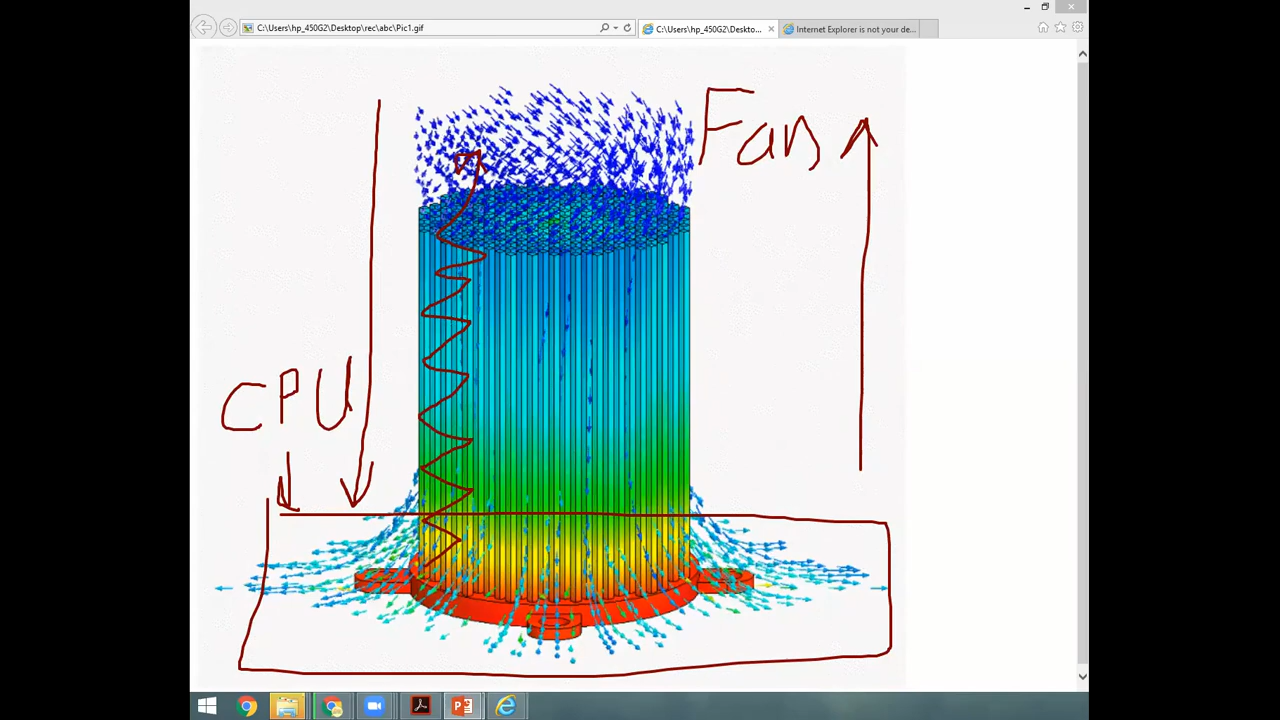 C:\Users\hp_450G2\Desktop\rec\abc\Pic1.gif
C:\Users\hp_450G2\Deskto...
Internet Explorer is not your de...
Fan
CPU